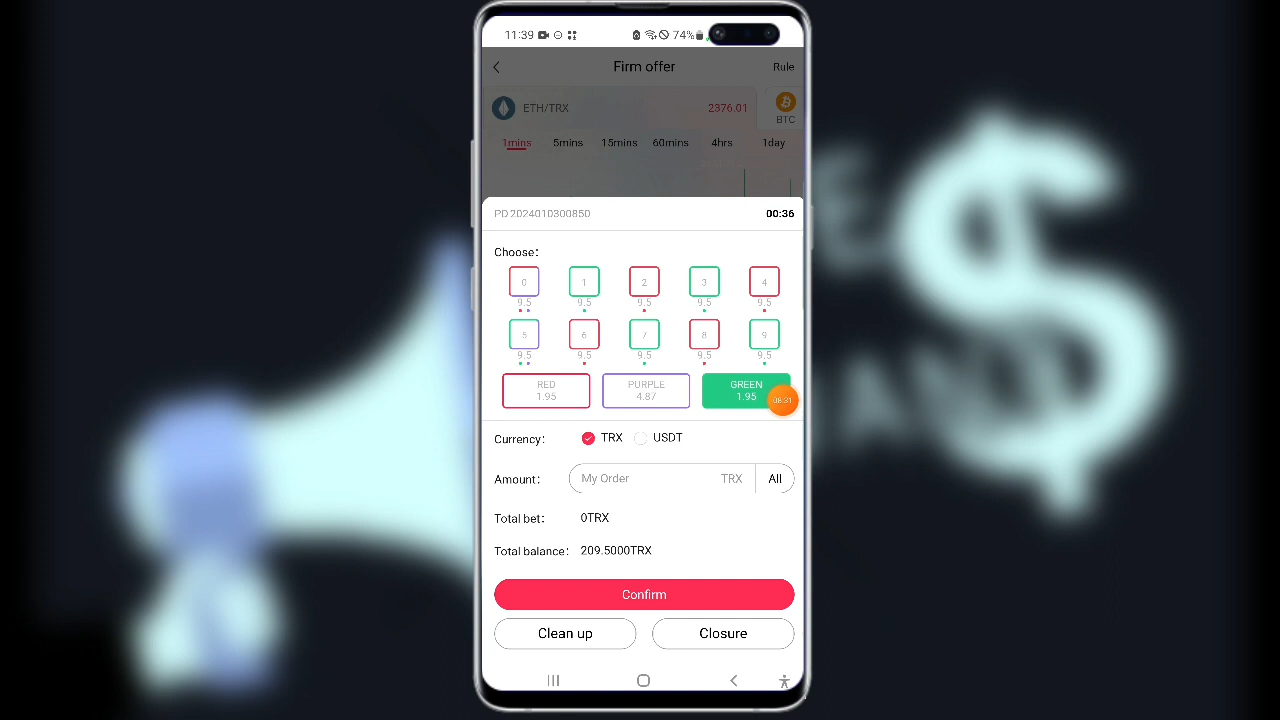 11:39 74%
Firm offer Rule
ETH/TRX 2376.01 BTC
1mins 5mins 15mins 60mins 4hrs 1day
PD2024010300850 00:36
Choose:
0 1 2 3 4
9.5 9.5 9.5 9.5 9.5
5 6 7 8 9
9.5 9.5 9.5 9.5 9.5
RED PURPLE GREEN
1.95 4.87 1.95
08:31
Currency: TRX USDT
Amount: My Order TRX All
Total bet: 0TRX
Total balance: 209.5000TRX
Confirm
Clean up Closure